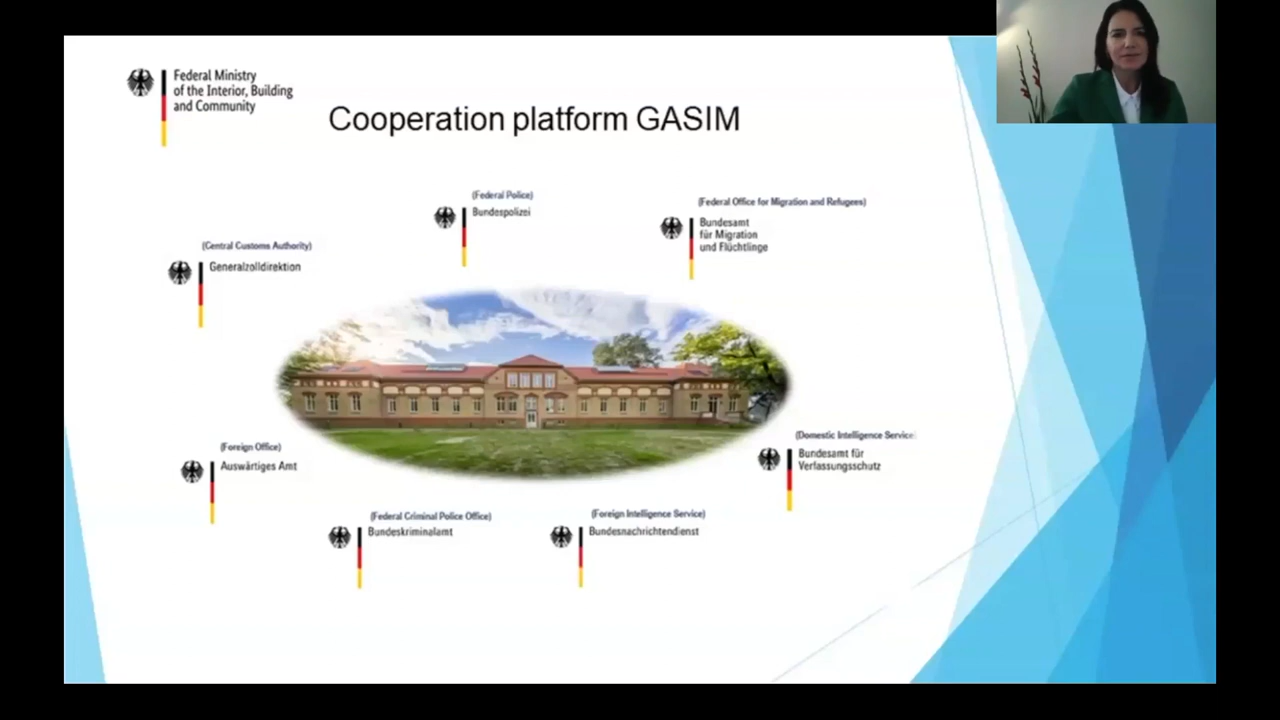 Federal Ministry
of the Interior, Building
and Community
Cooperation platform GASIM
(Federal Police)
Bundespolizei
(Federal Office for Migration and Refugees)
Bundesamt
für Migration
und Flüchtlinge
(Central Customs Authority)
Generalzolldirektion
(Domestic Intelligence Service)
Bundesamt für
Verfassungsschutz
(Foreign Office)
Auswärtiges Amt
(Federal Criminal Police Office)
Bundeskriminalamt
(Foreign Intelligence Service)
Bundesnachrichtendienst